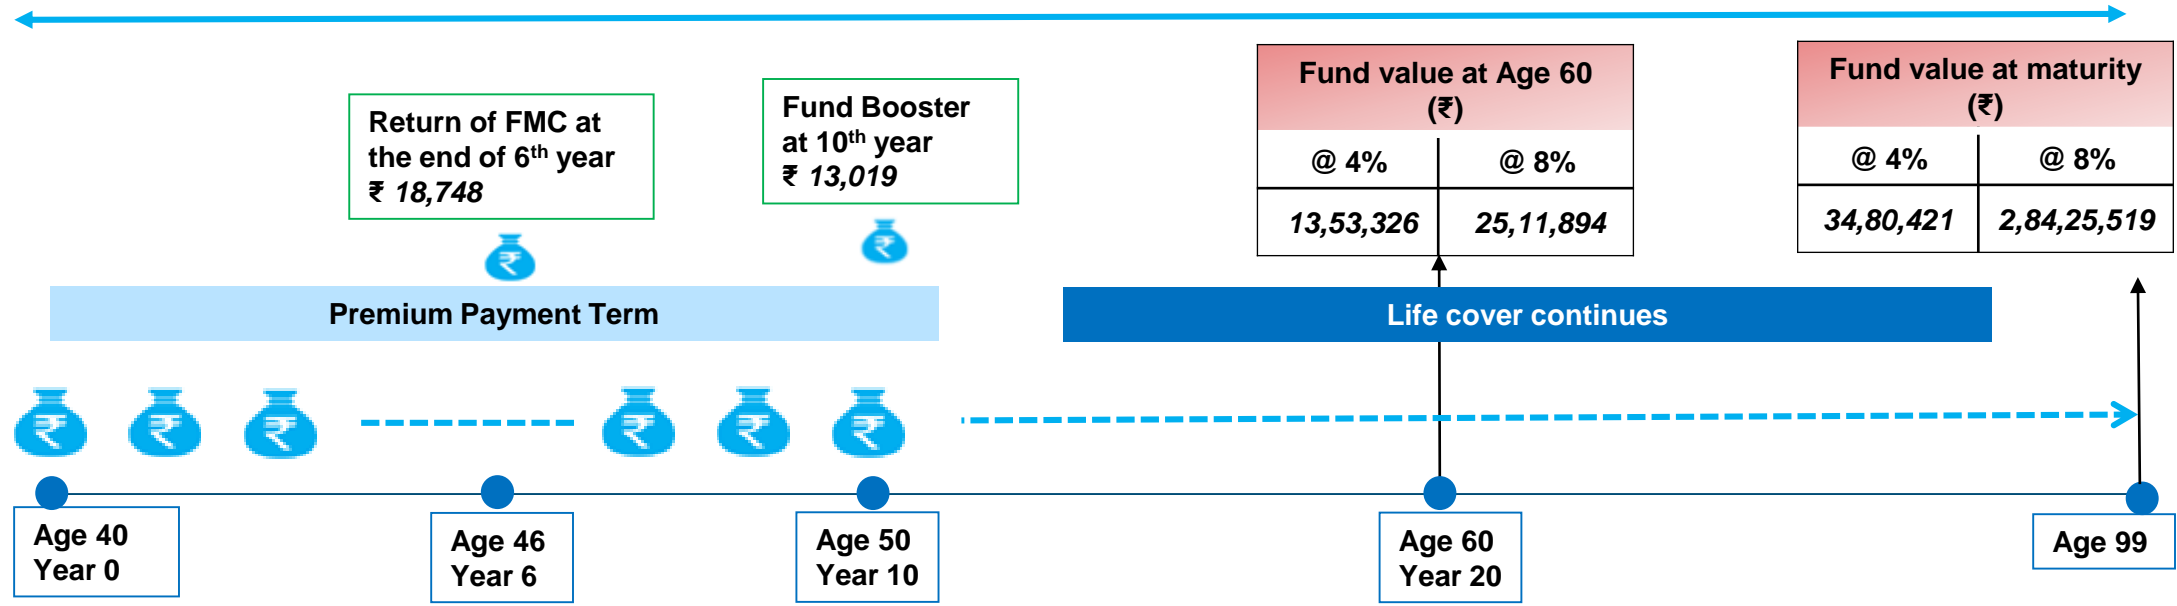 Return of FMC at
the end of 6th year
₹ 18,748
Fund Booster
at 10th year
₹ 13,019
Fund value at Age 60
(₹)
@ 4% @ 8%
13,53,326 25,11,894
Fund value at maturity
(₹)
@ 4% @ 8%
34,80,421 2,84,25,519
₹
₹
Premium Payment Term
Life cover continues
₹ ₹ ₹ ₹ ₹ ₹
Age 40
Year 0
Age 46
Year 6
Age 50
Year 10
Age 60
Year 20
Age 99